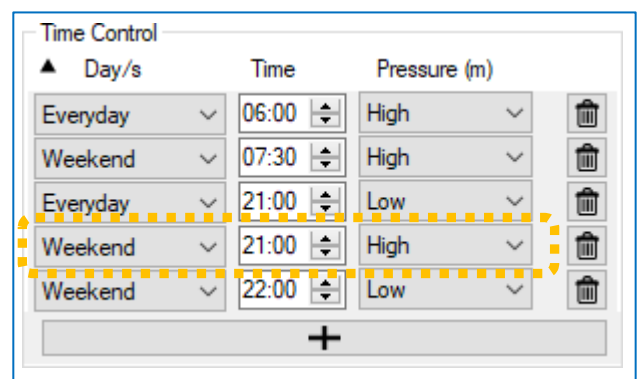 Time Control
▲ Day/s Time Pressure (m)
Everyday 06:00 High
Weekend 07:30 High
Everyday 21:00 Low
Weekend 21:00 High
Weekend 22:00 Low
+